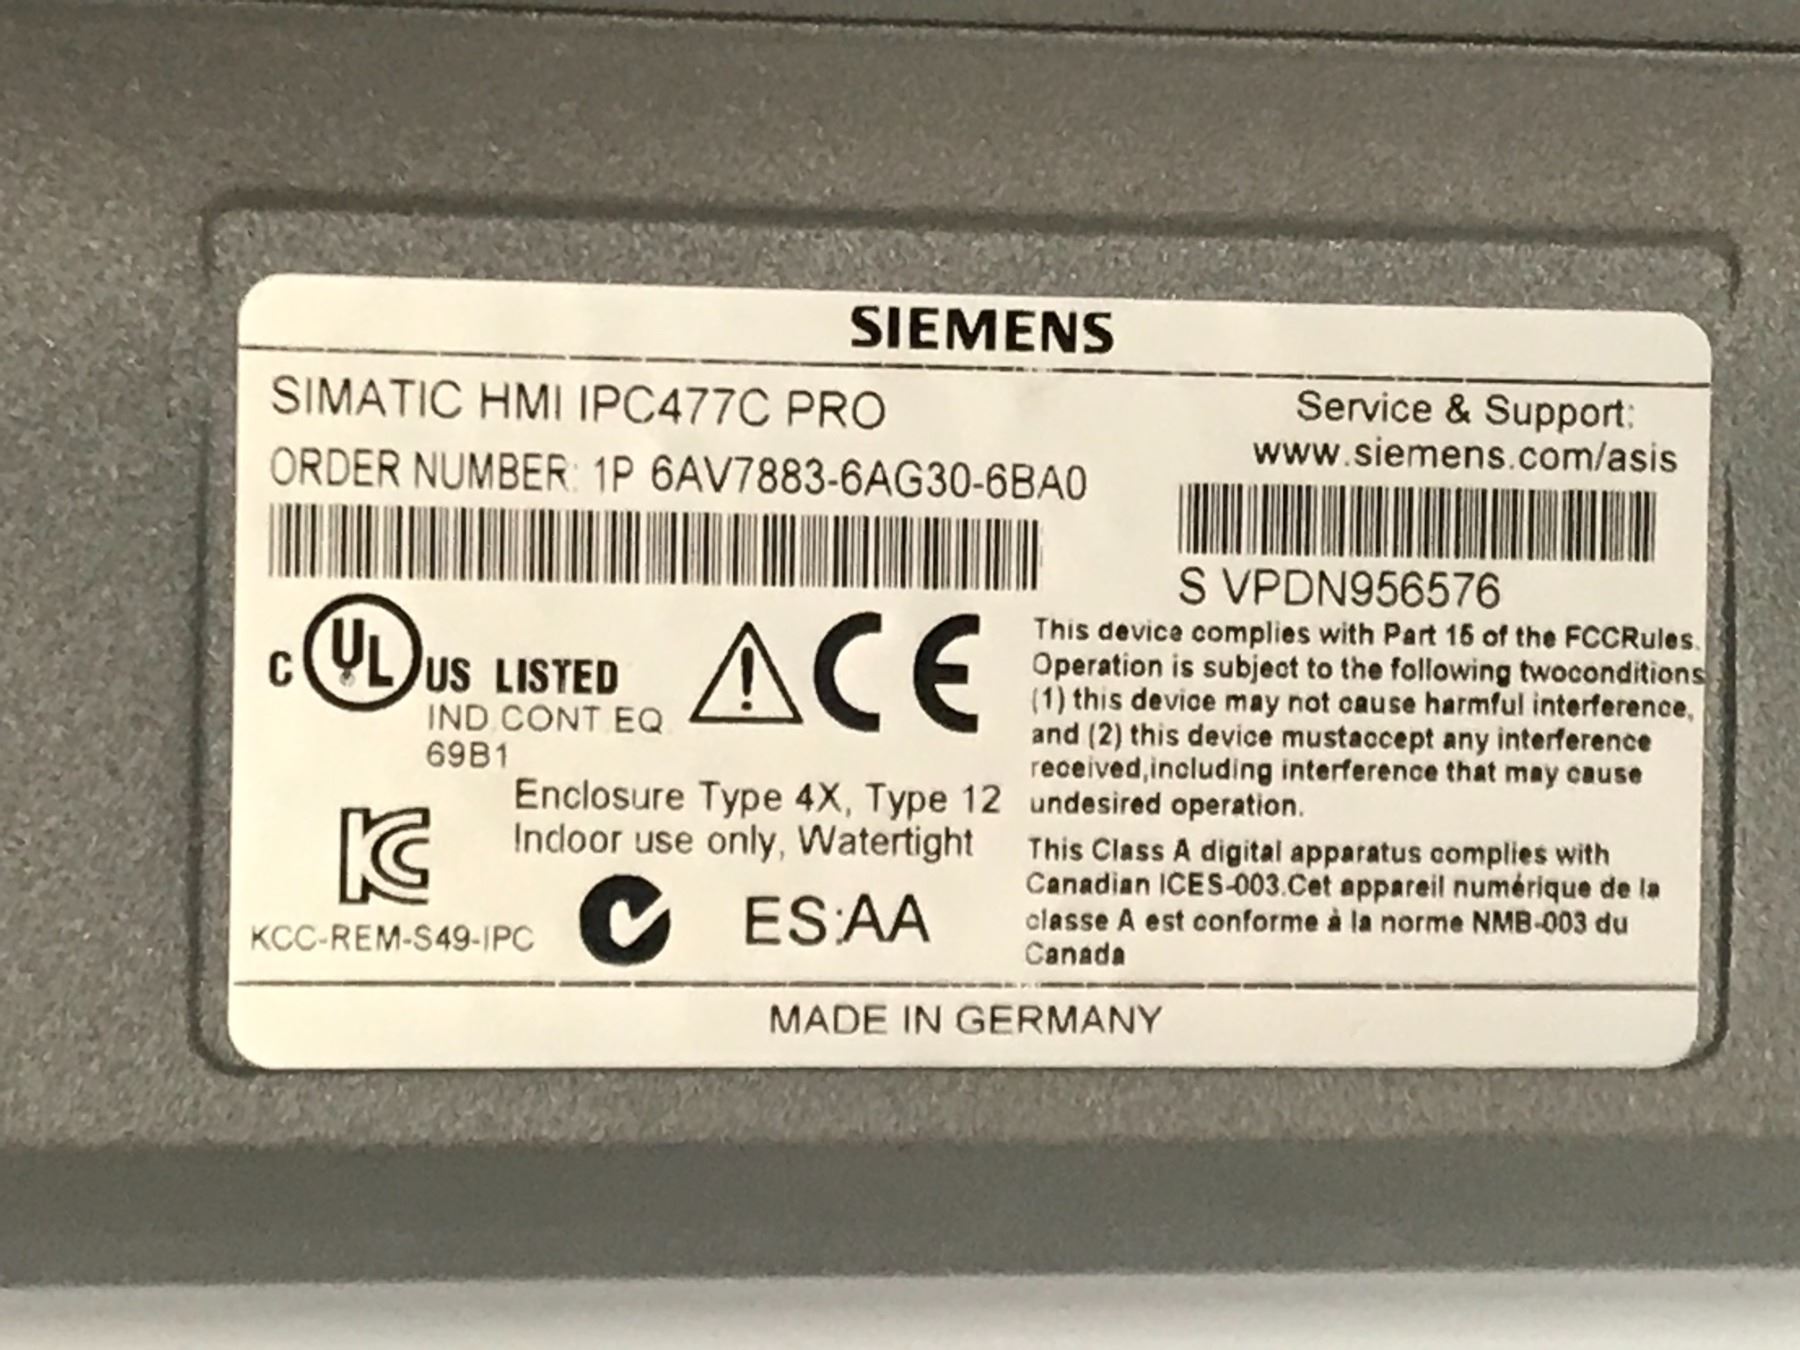 SIEMENS
SIMATIC HMI IPC477C PRO
ORDER NUMBER: 1P 6AV7883-6AG30-6BA0
Service & Support:
www.siemens.com/asis
S VPDN956576
C UL US LISTED
IND.CONT.EQ
69B1
CE
Enclosure Type 4X, Type 12
Indoor use only, Watertight
KCC-REM-S49-IPC
ES:AA
This device complies with Part 15 of the FCCRules.
Operation is subject to the following twoconditions
(1) this device may not cause harmful interference,
and (2) this device mustaccept any interference
received,including interference that may cause
undesired operation.
This Class A digital apparatus complies with
Canadian ICES-003.Cet appareil numérique de la
classe A est conforme à la norme NMB-003 du
Canada
MADE IN GERMANY